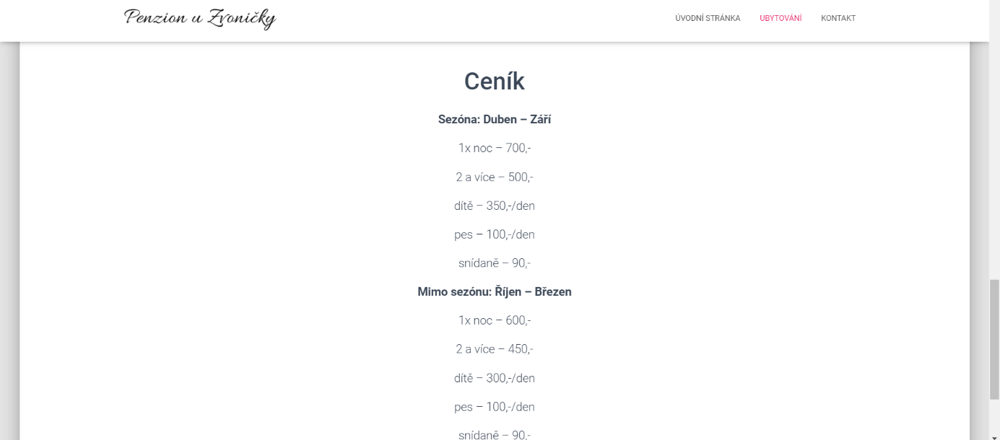 Penzion u Zvoničky
ÚVODNÍ STRÁNKA UBYTOVÁNÍ KONTAKT
Ceník
Sezóna: Duben – Září
1x noc – 700,-
2 a více – 500,-
dítě – 350,-/den
pes – 100,-/den
snídaně – 90,-
Mimo sezónu: Říjen – Březen
1x noc – 600,-
2 a více – 450,-
dítě – 300,-/den
pes – 100,-/den
snídaně – 90,-